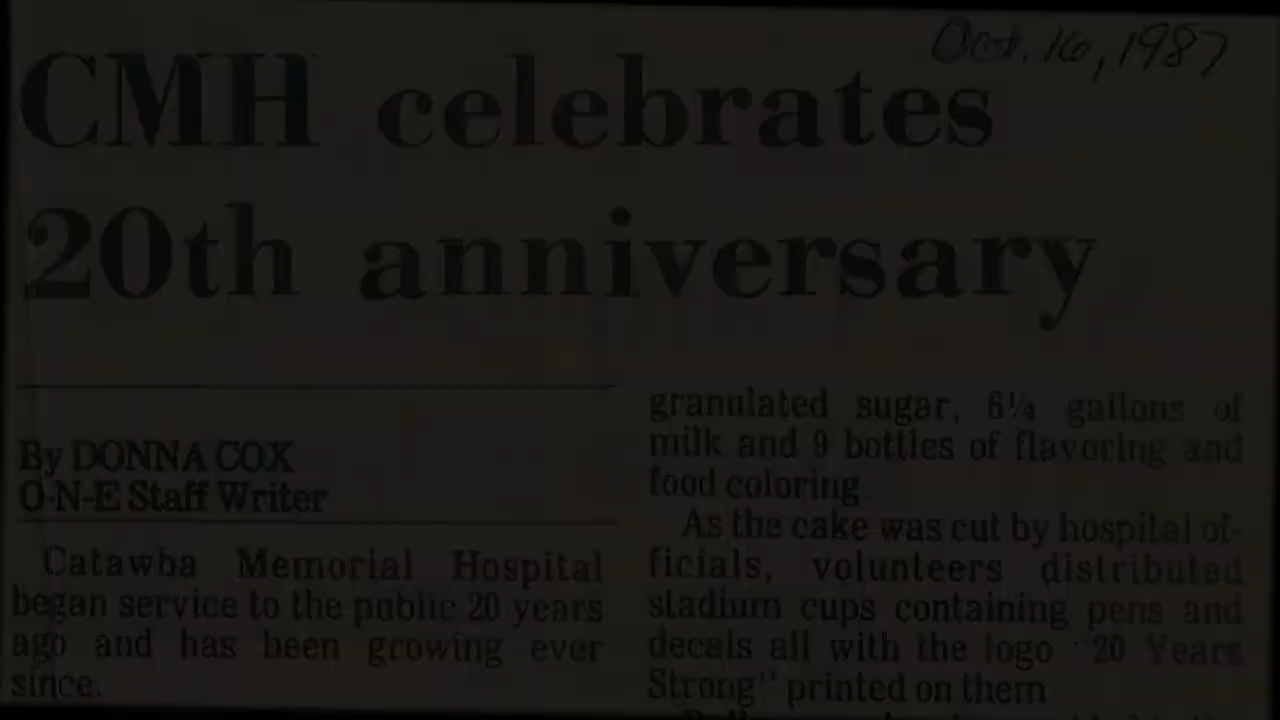 Oct. 16, 1987
CMH celebrates
20th anniversary
By DONNA COX
O-N-E Staff Writer
Catawba Memorial Hospital
began service to the public 20 years
ago and has been growing ever
since.
granulated sugar, 6¼ gallons of
milk and 9 bottles of flavoring and
food coloring.
As the cake was cut by hospital of-
ficials, volunteers distributed
stadium cups containing pens and
decals all with the logo "20 Years
Strong" printed on them